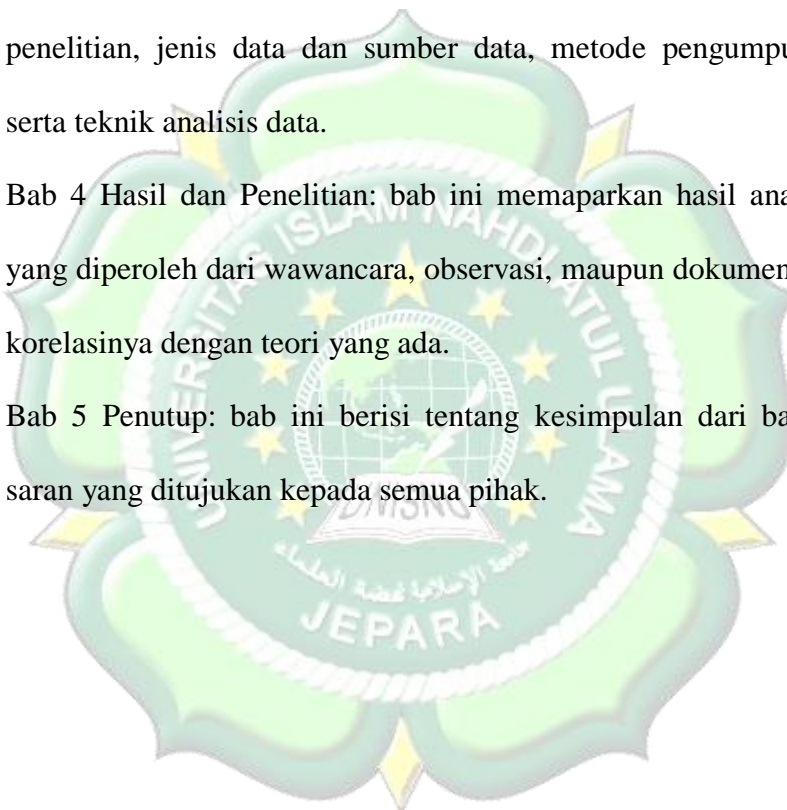 penelitian, jenis data dan sumber data, metode pengumpu
serta teknik analisis data.
Bab 4 Hasil dan Penelitian: bab ini memaparkan hasil ana
yang diperoleh dari wawancara, observasi, maupun dokumen
korelasinya dengan teori yang ada.
Bab 5 Penutup: bab ini berisi tentang kesimpulan dari ba
saran yang ditujukan kepada semua pihak.
UNIVERSITAS ISLAM NAHDLATUL ULAMA
UNISNU
JEPARA